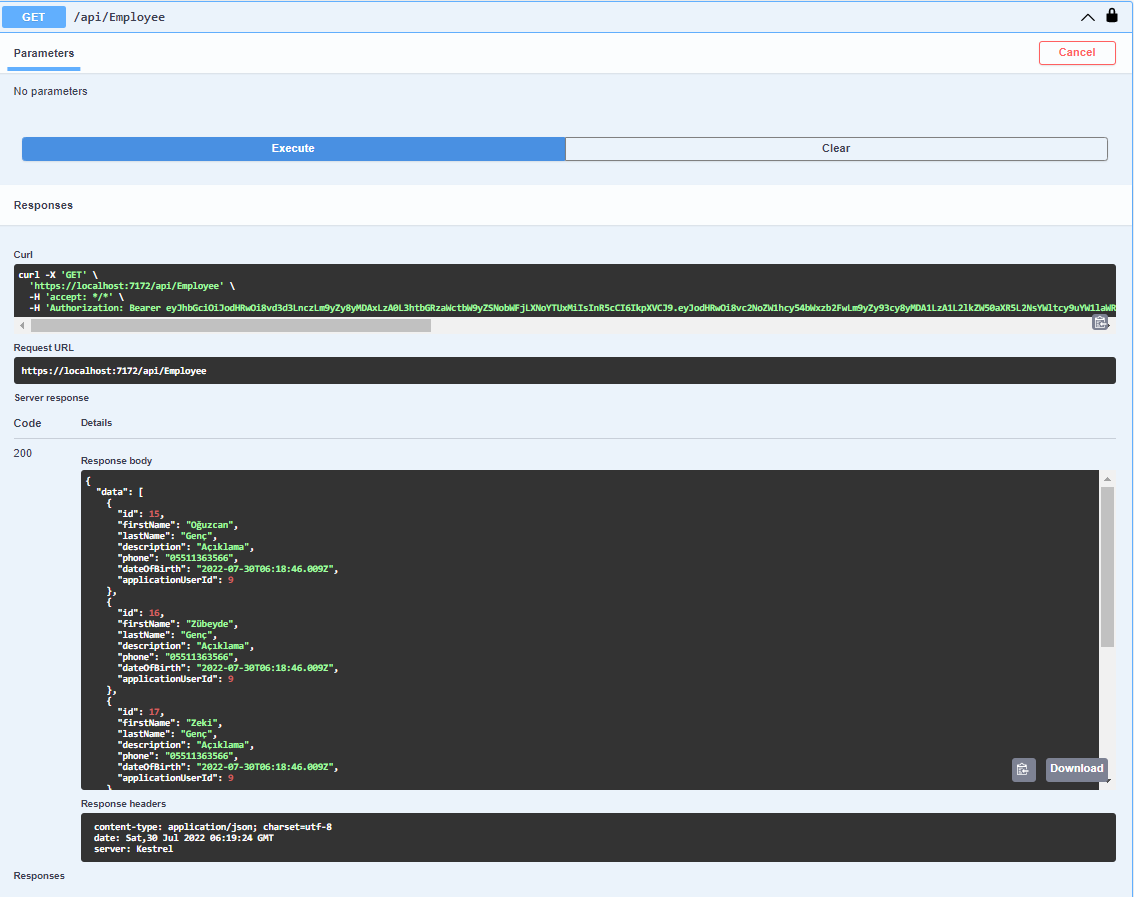 GET /api/Employee
Parameters
Cancel
No parameters
Execute
Clear
Responses
Curl
curl -X 'GET' \
'https://localhost:7172/api/Employee' \
-H 'accept: */*' \
-H 'Authorization: Bearer
Request URL
https://localhost:7172/api/Employee
Server response
Code Details
200
Response body
{
"data": [
{
"id": 15,
"firstName": "Oğuzcan",
"lastName": "Genç",
"description": "Açıklama",
"phone": "05511363566",
"dateOfBirth": "2022-07-30T06:18:46.009Z",
"applicationUserId": 9
},
{
"id": 16,
"firstName": "Zübeyde",
"lastName": "Genç",
"description": "Açıklama",
"phone": "05511363566",
"dateOfBirth": "2022-07-30T06:18:46.009Z",
"applicationUserId": 9
},
{
"id": 17,
"firstName": "Zeki",
"lastName": "Genç",
"description": "Açıklama",
"phone": "05511363566",
"dateOfBirth": "2022-07-30T06:18:46.009Z",
"applicationUserId": 9
Download
Response headers
content-type: application/json; charset=utf-8
date: Sat,30 Jul 2022 06:19:24 GMT
server: Kestrel
Responses